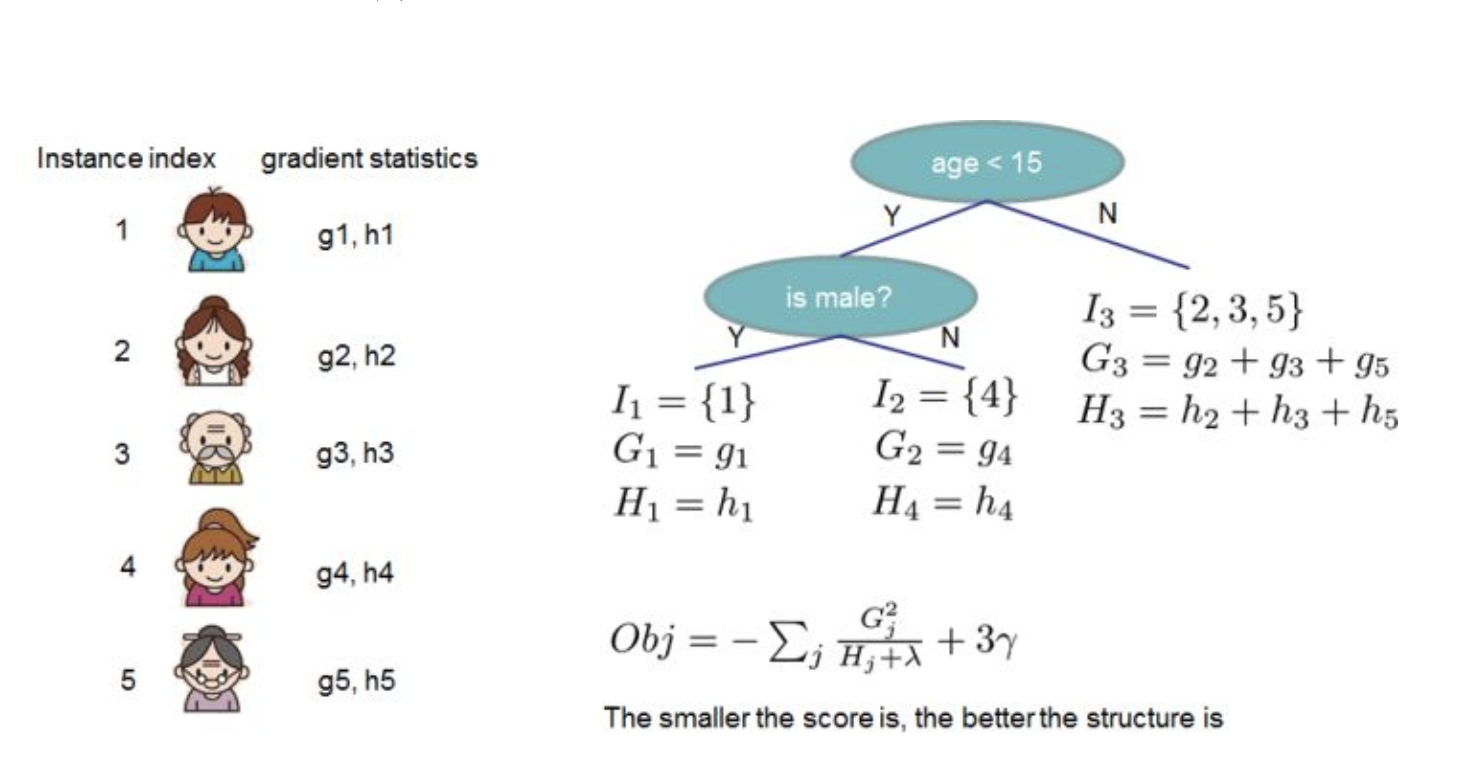 Instance index gradient statistics
1 g1, h1
2 g2, h2
3 g3, h3
4 g4, h4
5 g5, h5
age < 15
Y N
is male?
Y N
I₁ = {1}
G₁ = g₁
H₁ = h₁
I₂ = {4}
G₂ = g₄
H₄ = h₄
I₃ = {2, 3, 5}
G₃ = g₂ + g₃ + g₅
H₃ = h₂ + h₃ + h₅
Obj = − ∑ⱼ Gⱼ² / (Hⱼ+λ) + 3γ
The smaller the score is, the better the structure is